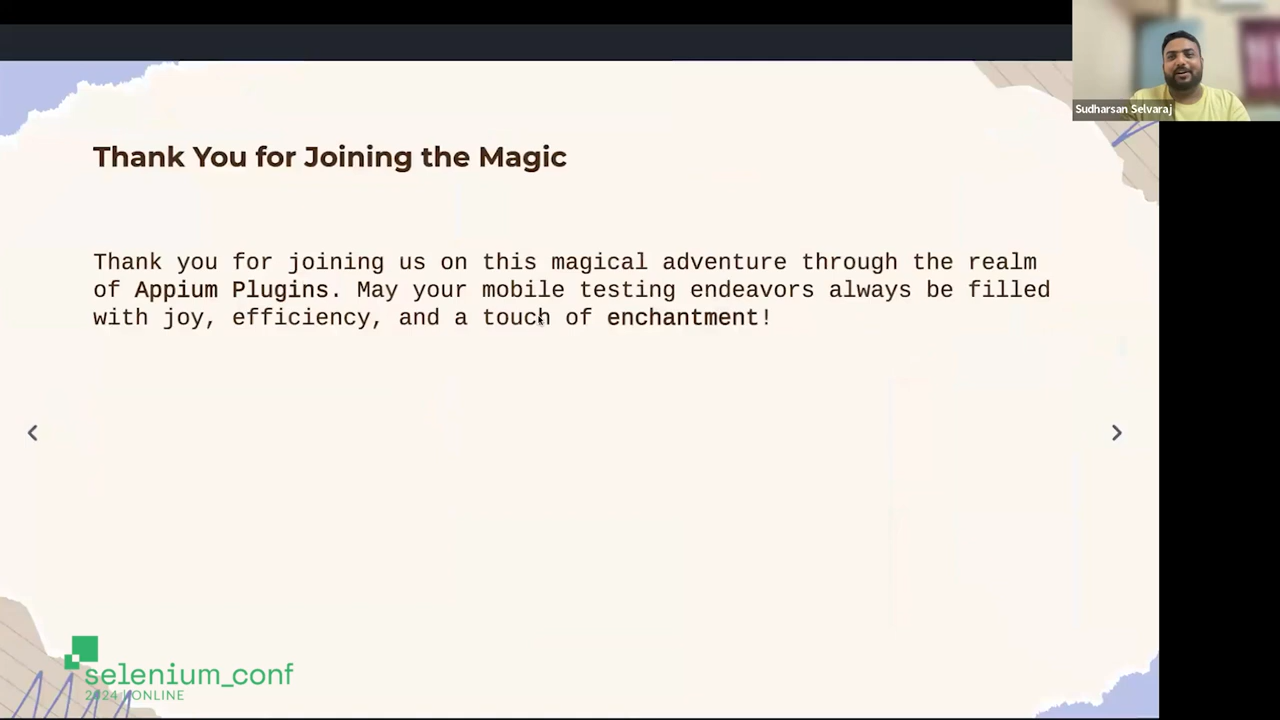 Sudharsan Selvaraj
Thank You for Joining the Magic
Thank you for joining us on this magical adventure through the realm
of Appium Plugins. May your mobile testing endeavors always be filled
with joy, efficiency, and a touch of enchantment!
selenium_conf
2024 | ONLINE